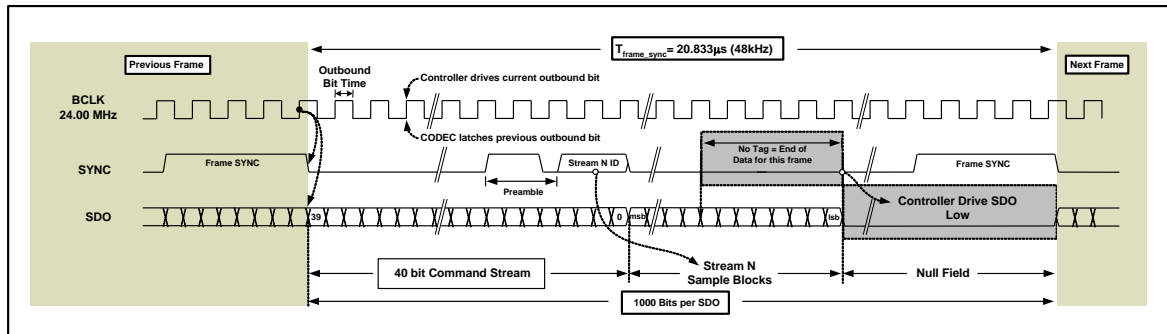 T frame_sync= 20.833µs (48kHz)
Previous Frame
Next Frame
Outbound
Bit Time
Controller drives current outbound bit
BCLK
24.00 MHz
CODEC latches previous outbound bit
No Tag = End of
Data for this frame
SYNC
Frame SYNC
Stream N ID
Frame SYNC
Preamble
Controller Drive SDO
Low
SDO
39
0
msb
lsb
40 bit Command Stream
Stream N
Sample Blocks
Null Field
1000 Bits per SDO